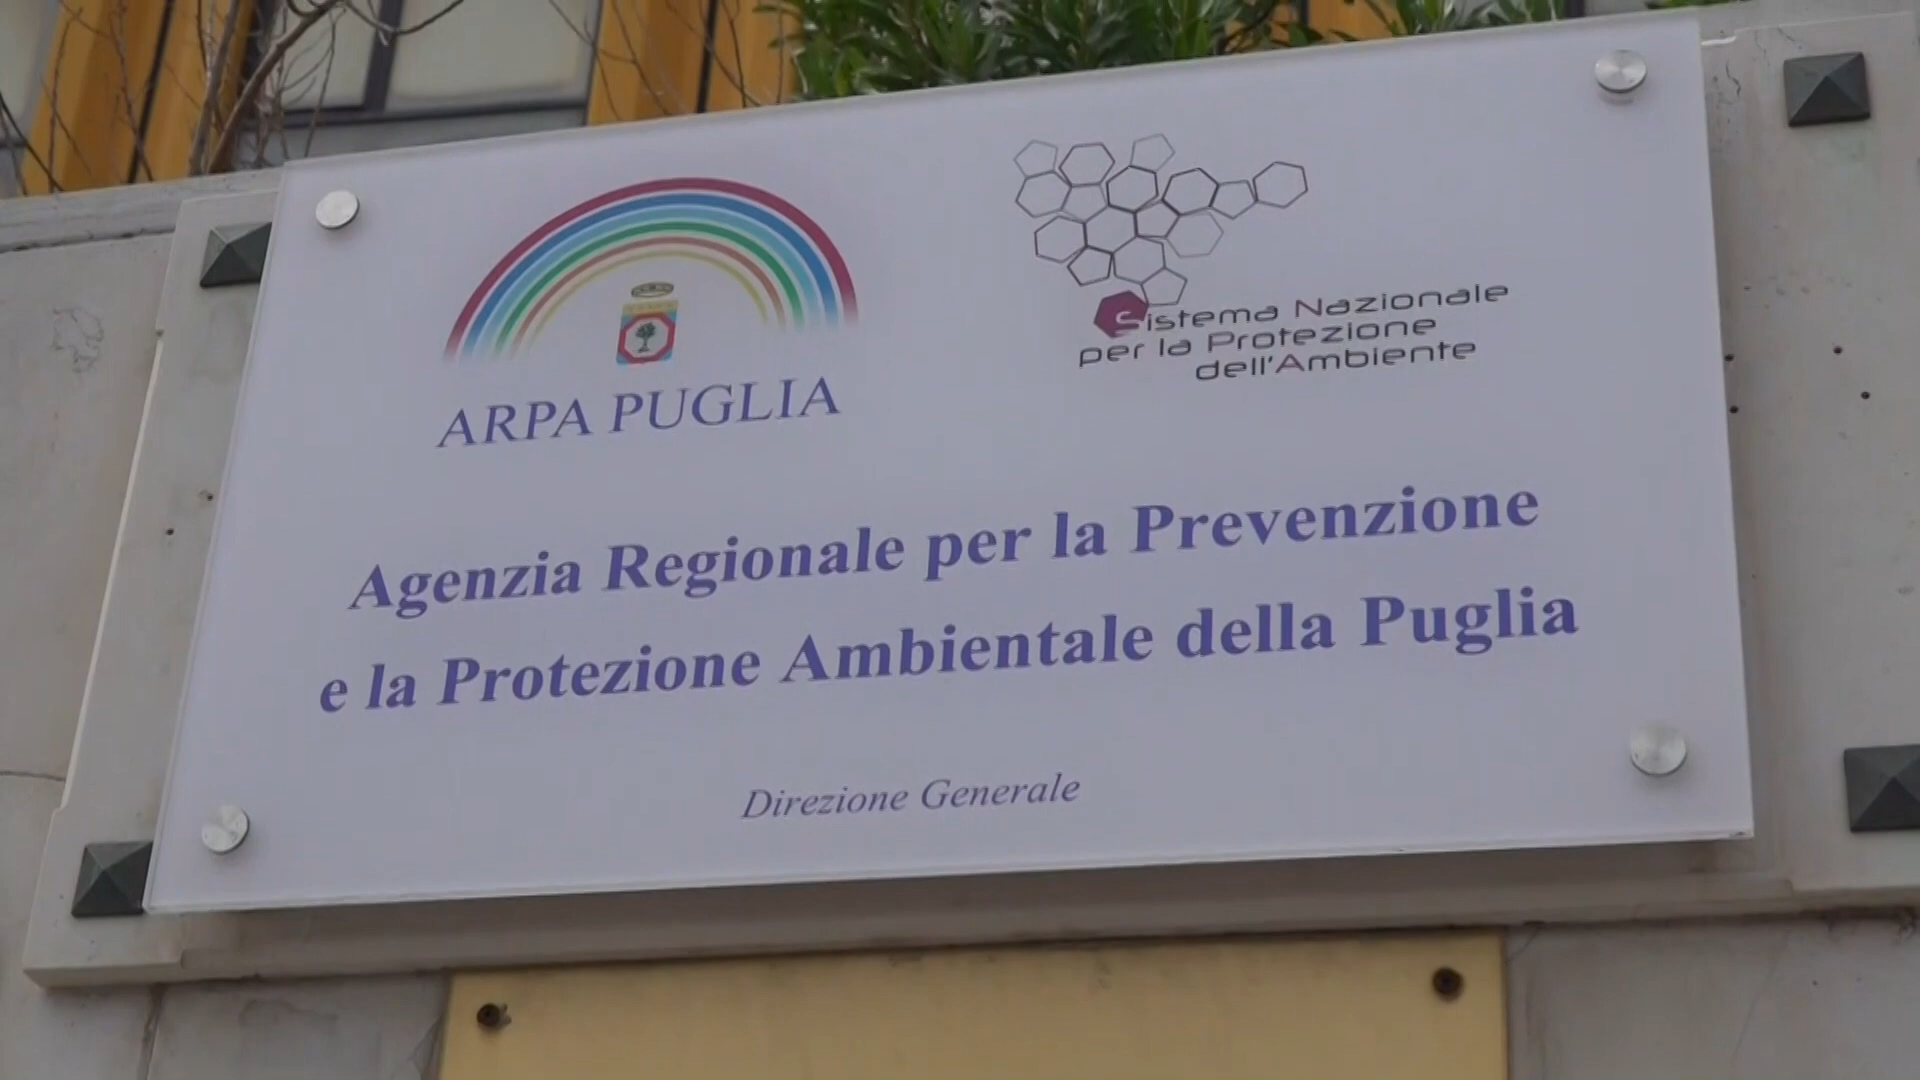 ARPA PUGLIA
Sistema Nazionale
per la Protezione
dell'Ambiente
Agenzia Regionale per la Prevenzione
e la Protezione Ambientale della Puglia
Direzione Generale